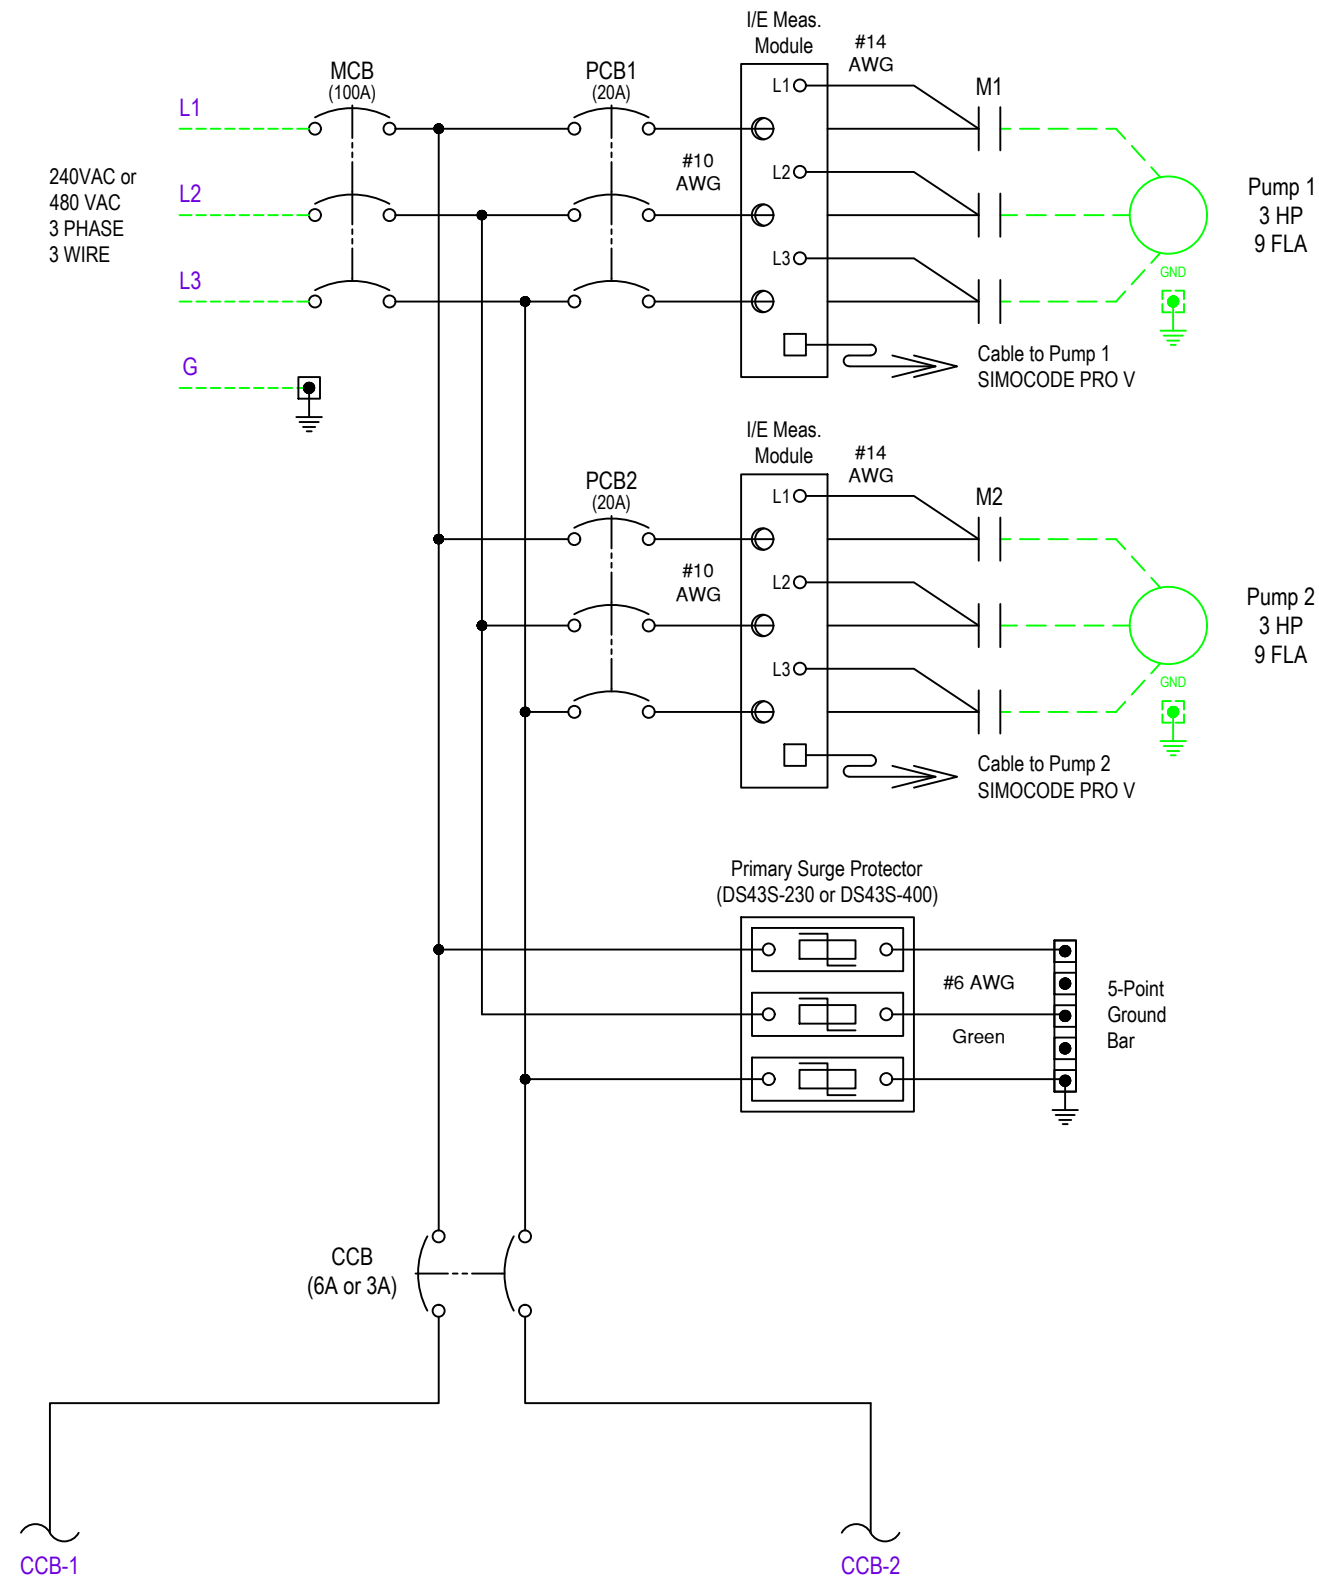 I/E Meas.
Module
#14
AWG
MCB
(100A)
PCB1
(20A)
L1
M1
L1
240VAC or
480 VAC
3 PHASE
3 WIRE
#10
AWG
L2
L2
Pump 1
3 HP
9 FLA
L3
L3
GND
G
Cable to Pump 1
SIMOCODE PRO V
I/E Meas.
Module
#14
AWG
PCB2
(20A)
L1
M2
#10
AWG
L2
Pump 2
3 HP
9 FLA
L3
GND
Cable to Pump 2
SIMOCODE PRO V
Primary Surge Protector
(DS43S-230 or DS43S-400)
#6 AWG
Green
5-Point
Ground
Bar
CCB
(6A or 3A)
CCB-1
CCB-2